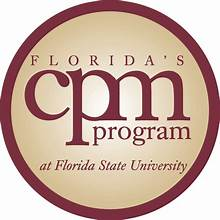 FLORIDA'S
cpm
program
at Florida State University